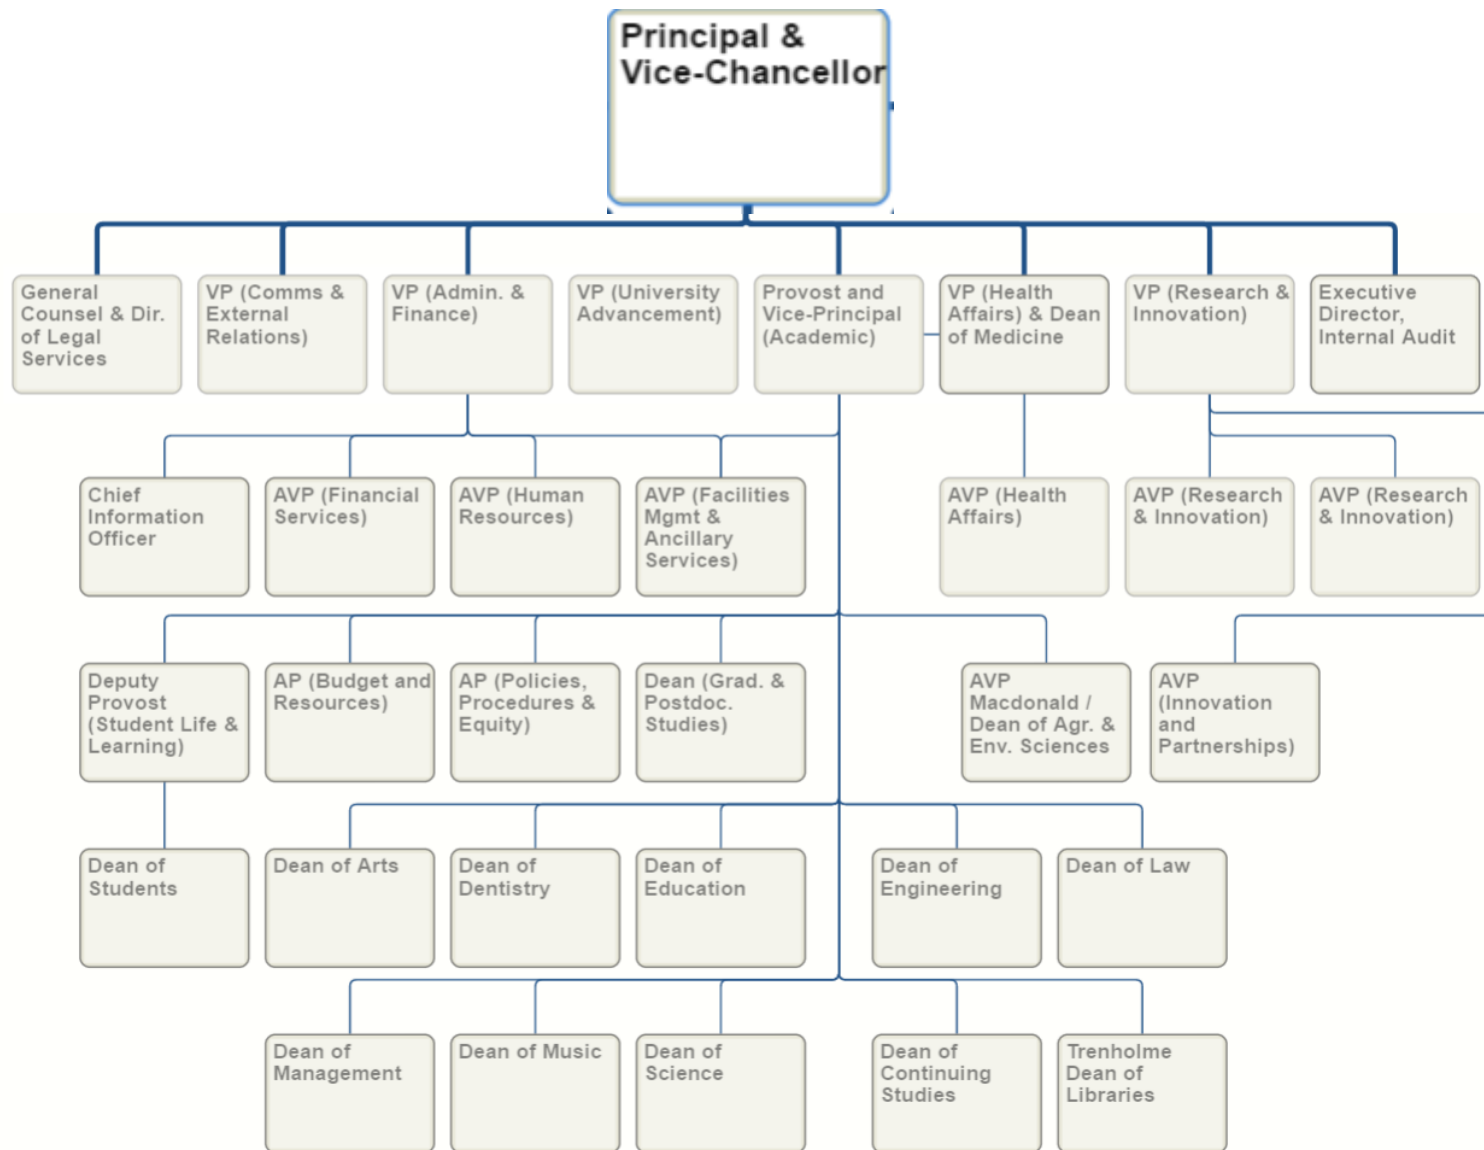 Principal &
Vice-Chancellor
General
Counsel & Dir.
of Legal
Services
VP (Comms &
External
Relations)
VP (Admin. &
Finance)
VP (University
Advancement)
Provost and
Vice-Principal
(Academic)
VP (Health
Affairs) & Dean
of Medicine
VP (Research &
Innovation)
Executive
Director,
Internal Audit
Chief
Information
Officer
AVP (Financial
Services)
AVP (Human
Resources)
AVP (Facilities
Mgmt &
Ancillary
Services)
AVP (Health
Affairs)
AVP (Research
& Innovation)
AVP (Research
& Innovation)
Deputy
Provost
(Student Life &
Learning)
AP (Budget and
Resources)
AP (Policies,
Procedures &
Equity)
Dean (Grad. &
Postdoc.
Studies)
AVP
Macdonald /
Dean of Agr. &
Env. Sciences
AVP
(Innovation
and
Partnerships)
Dean of
Students
Dean of Arts
Dean of
Dentistry
Dean of
Education
Dean of
Engineering
Dean of Law
Dean of
Management
Dean of Music
Dean of
Science
Dean of
Continuing
Studies
Trenholme
Dean of
Libraries